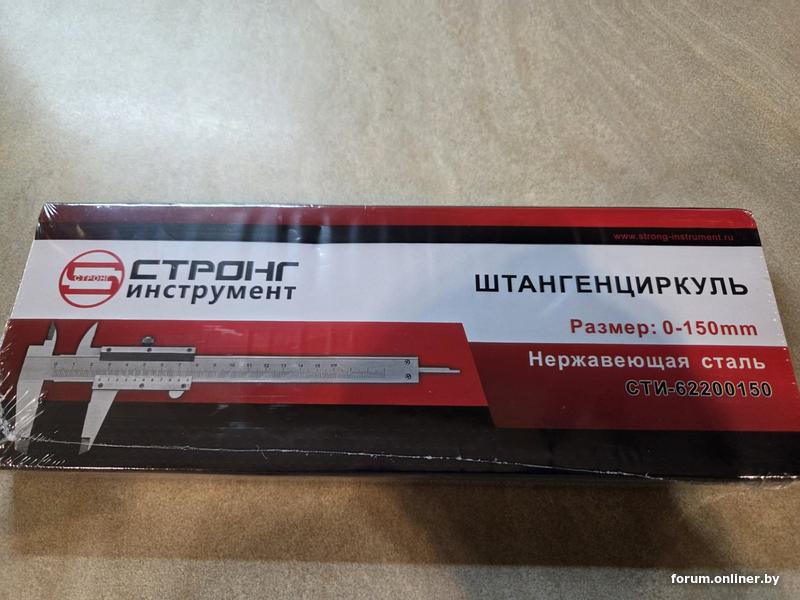 www.strong-instrument.ru
СТРОНГ
СТРОНГ
инструмент
ШТАНГЕНЦИРКУЛЬ
Размер: 0-150mm
Нержавеющая сталь
СТИ-62200150
forum.onliner.by